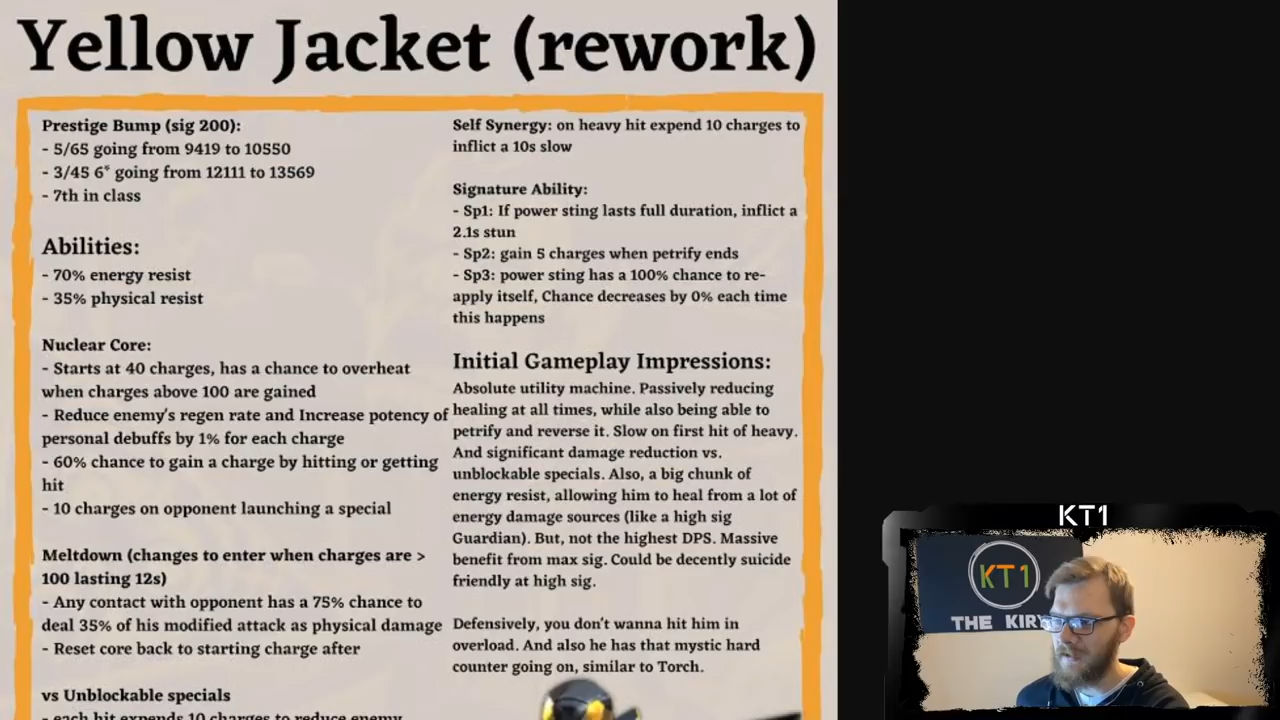 Yellow Jacket (rework)
Prestige Bump (sig 200):
- 5/65 going from 9419 to 10550
- 3/45 6* going from 12111 to 13569
- 7th in class
Abilities:
- 70% energy resist
- 35% physical resist
Nuclear Core:
- Starts at 40 charges, has a chance to overheat
when charges above 100 are gained
- Reduce enemy's regen rate and Increase potency of
personal debuffs by 1% for each charge
- 60% chance to gain a charge by hitting or getting
hit
- 10 charges on opponent launching a special
Meltdown (changes to enter when charges are >
100 lasting 12s)
- Any contact with opponent has a 75% chance to
deal 35% of his modified attack as physical damage
- Reset core back to starting charge after
vs Unblockable specials
- each hit expends 10 charges to reduce enemy
Self Synergy: on heavy hit expend 10 charges to
inflict a 10s slow
Signature Ability:
- Sp1: If power sting lasts full duration, inflict a
2.1s stun
- Sp2: gain 5 charges when petrify ends
- Sp3: power sting has a 100% chance to re-
apply itself, Chance decreases by 0% each time
this happens
Initial Gameplay Impressions:
Absolute utility machine. Passively reducing
healing at all times, while also being able to
petrify and reverse it. Slow on first hit of heavy.
And significant damage reduction vs.
unblockable specials. Also, a big chunk of
energy resist, allowing him to heal from a lot of
energy damage sources (like a high sig
Guardian). But, not the highest DPS. Massive
benefit from max sig. Could be decently suicide
friendly at high sig.
Defensively, you don't wanna hit him in
overload. And also he has that mystic hard
counter going on, similar to Torch.
KT1
KT1
THE